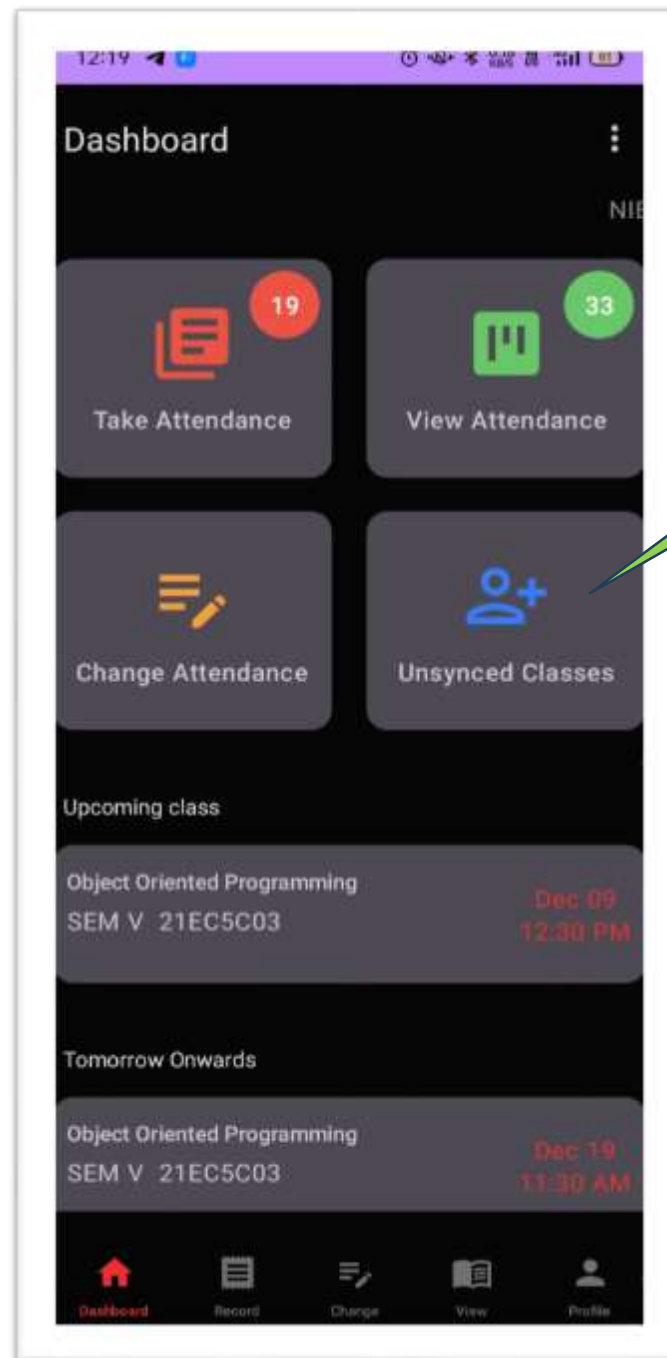 12:19
Dashboard
NIE
19
33
Take Attendance
View Attendance
Change Attendance
Unsynced Classes
Upcoming class
Object Oriented Programming
SEM V 21EC5C03
Dec 09
12:30 PM
Tomorrow Onwards
Object Oriented Programming
SEM V 21EC5C03
Dec 19
11:30 AM
Dashboard
Record
Change
View
Profile